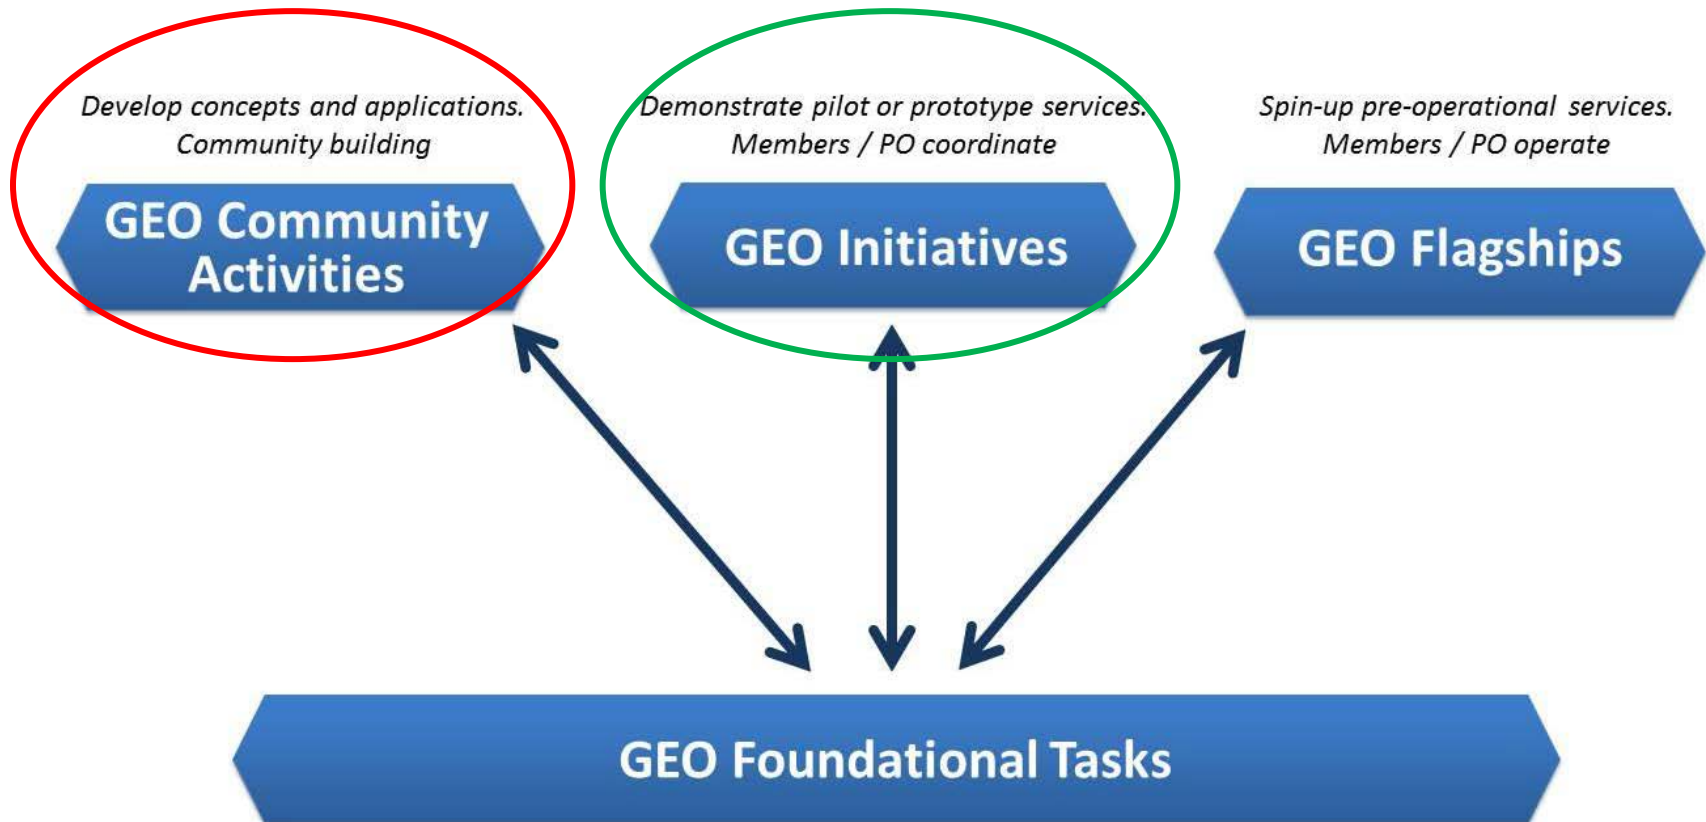 Develop concepts and applications.
Community building
GEO Community
Activities
Demonstrate pilot or prototype services.
Members / PO coordinate
GEO Initiatives
Spin-up pre-operational services.
Members / PO operate
GEO Flagships
GEO Foundational Tasks